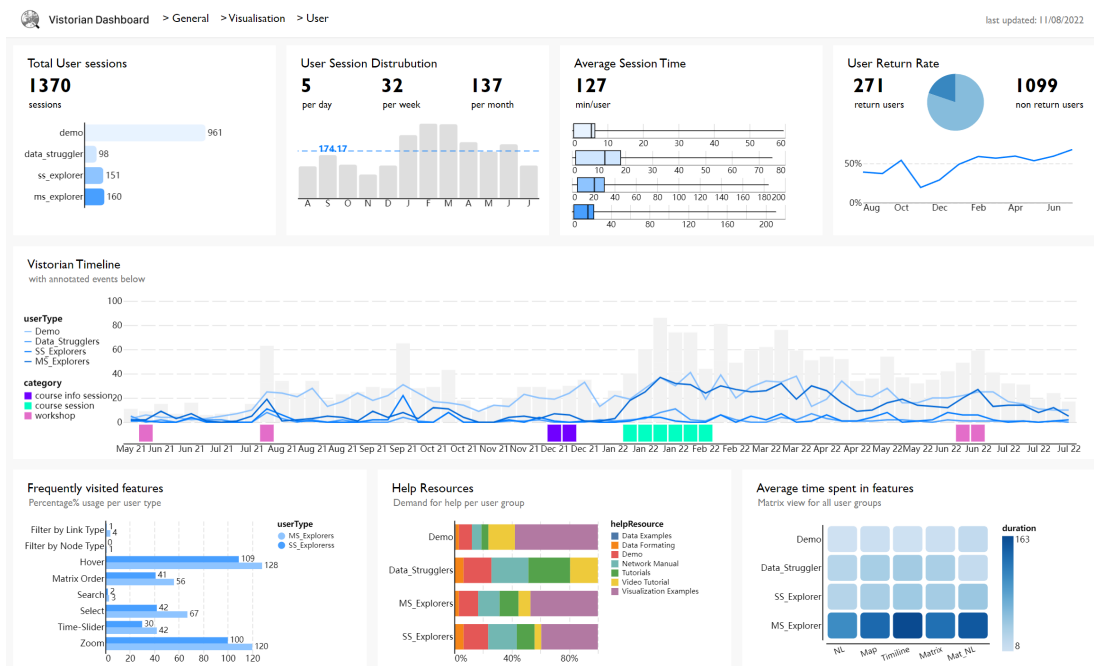 Vistorian Dashboard > General > Visualisation > User
last updated: 11/08/2022
Total User sessions
1370
sessions
demo 961
data_struggler 98
ss_explorer 151
ms_explorer 160
User Session Distrubution
5 32 137
per day per week per month
174.17
A S O N D J F M A M J J
Average Session Time
127
min/user
0 10 20 30 40 50 60
0 10 20 30 40 50 60 70 80
0 20 40 60 80 100 120 140 160 180 200
0 40 80 120 160 200
User Return Rate
271 1099
return users non return users
50%
0%
Aug Oct Dec Feb Apr Jun
Vistorian Timeline
with annotated events below
userType
Demo
Data_Strugglers
SS_Explorers
MS_Explorers
category
course info session
course session
workshop
100
80
60
40
20
0
May 21 Jun 21 Jun 21 Jul 21 Jul 21 Aug 21 Aug 21 Aug 21 Sep 21 Sep 21 Oct 21 Oct 21 Nov 21 Nov 21 Dec 21 Dec 21 Jan 22 Jan 22 Jan 22 Feb 22 Feb 22 Mar 22 Mar 22 Apr 22 Apr 22 May 22 May 22 Jun 22 Jun 22 Jul 22 Jul 22
Frequently visited features
Percentage% usage per user type
userType
MS_Explorers
SS_Explorerss
Filter by Link Type 1 4
Filter by Node Type 0 1
Hover 109 128
Matrix Order 41 56
Search 2 3
Select 42 67
Time-Slider 30 42
Zoom 100 120
0 20 40 60 80 100 120
Help Resources
Demand for help per user group
Demo
Data_Strugglers
MS_Explorers
SS_Explorers
0% 40% 80%
helpResource
Data Examples
Data Formating
Demo
Network Manual
Tutorials
Video Tutorial
Visualization Examples
Average time spent in features
Matrix view for all user groups
Demo
Data_Struggler
SS_Explorer
MS_Explorer
NL Map Timiline Matrix Mat_NL
duration
163
8